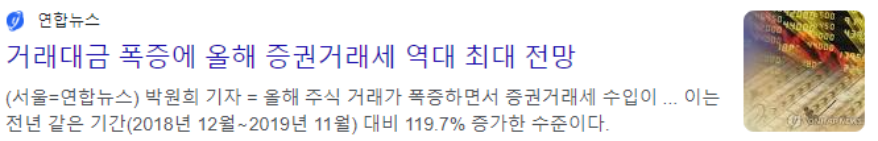 연합뉴스
거래대금 폭증에 올해 증권거래세 역대 최대 전망
(서울=연합뉴스) 박원희 기자 = 올해 주식 거래가 폭증하면서 증권거래세 수입이 ... 이는
전년 같은 기간(2018년 12월~2019년 11월) 대비 119.7% 증가한 수준이다.